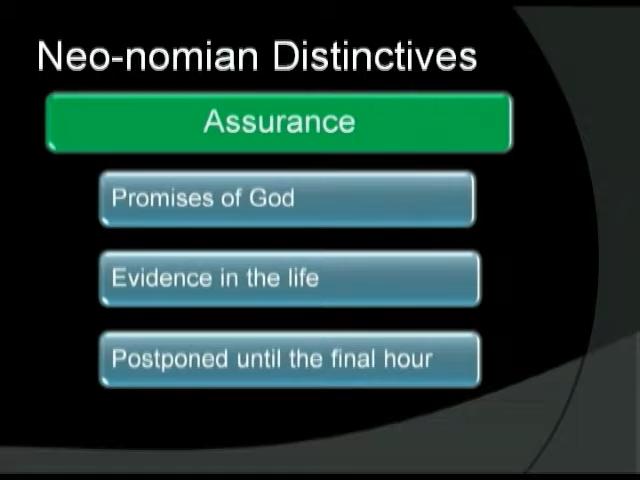 Neo-nomian Distinctives
Assurance
Promises of God
Evidence in the life
Postponed until the final hour